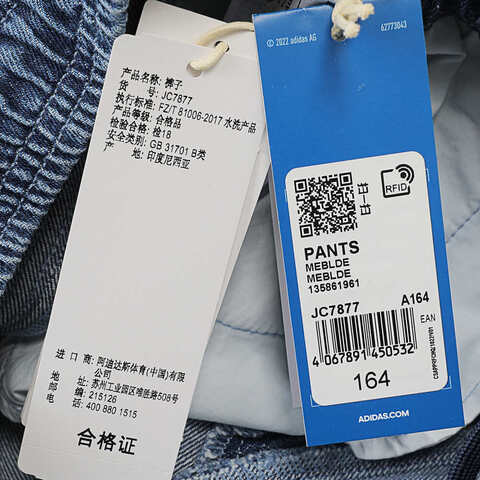 产品名称: 裤子
货 号: JC7877
执行标准: FZ/T 81006-2017 水洗产品
产品等级: 合格品
检验合格: 检18
安全类别: GB 31701 B类
产 地: 印度尼西亚
进 口 商: 阿迪达斯体育(中国)有限
公司
地 址: 苏州工业园区唯胜路508号
邮 编: 215126
电 话: 400 880 1515
合格证
© 2022 adidas AG
62773043
RFID
PANTS
MEBLDE
MEBLDE
135861961
JC7877 A164
EAN
4 067891 450532
164
ADIDAS.COM